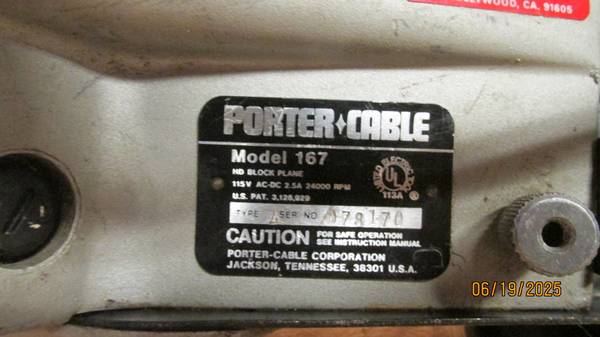 CA. 91605
PORTER+CABLE
Model 167
HD BLOCK PLANE
115V AC-DC 2.5A 24000 RPM
U.S. PAT. 3,126,929
UL
113A
TYPE SER NO. 078170
CAUTION FOR SAFE OPERATION
SEE INSTRUCTION MANUAL
PORTER-CABLE CORPORATION
JACKSON, TENNESSEE, 38301 U.S.A.
06/19/2025